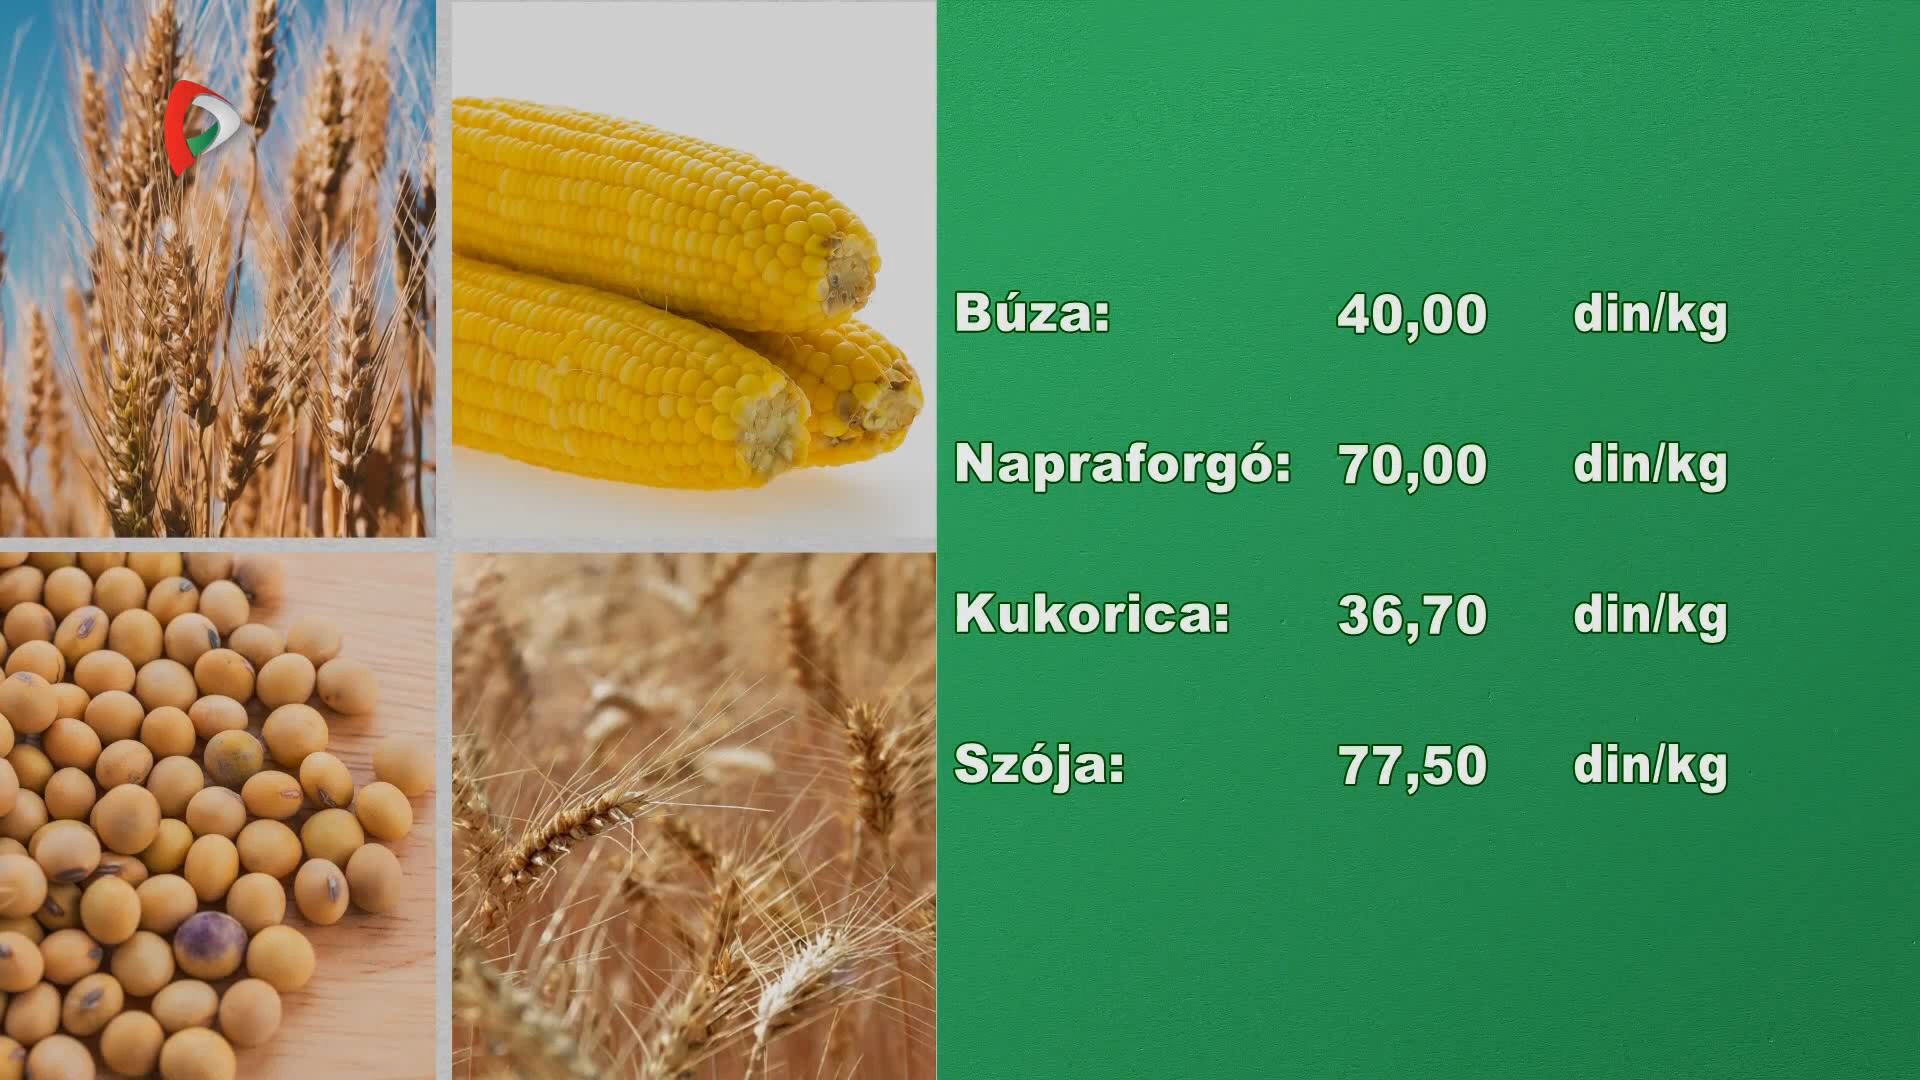 Búza: 40,00 din/kg
Napraforgó: 70,00 din/kg
Kukorica: 36,70 din/kg
Szója: 77,50 din/kg